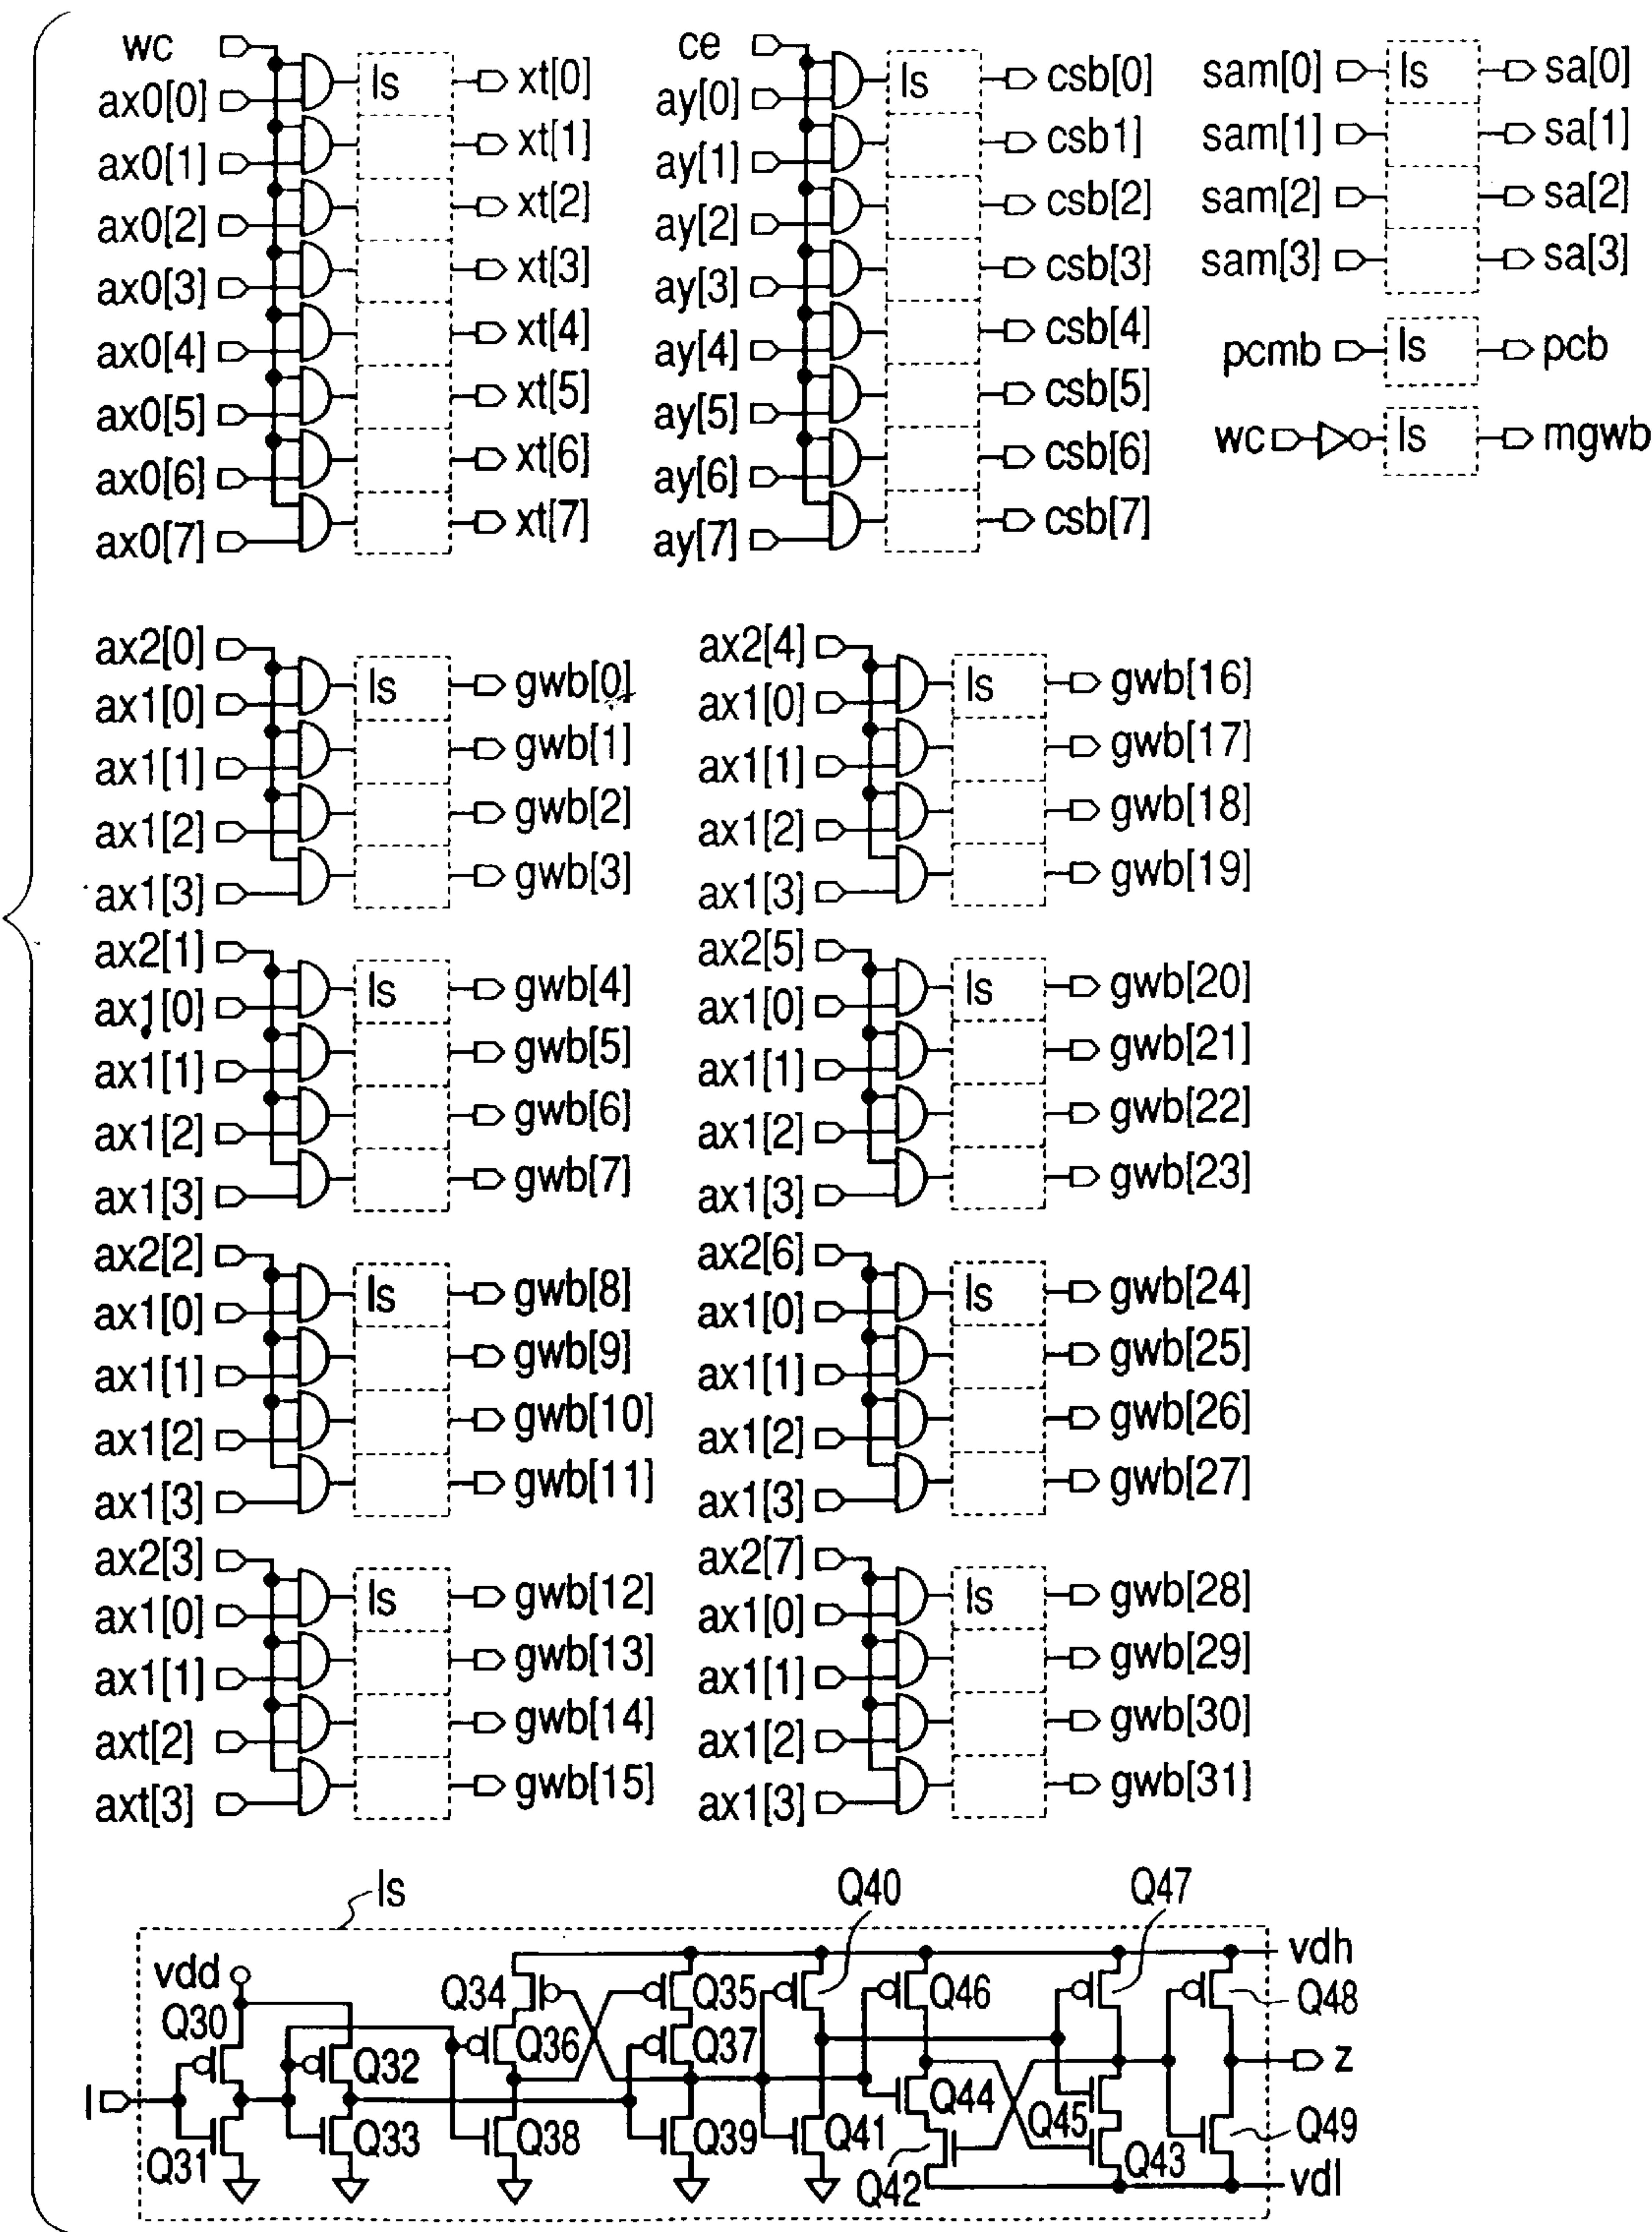 wc
ax0[0]
ax0[1]
ax0[2]
ax0[3]
ax0[4]
ax0[5]
ax0[6]
ax0[7]
ls
xt[0]
xt[1]
xt[2]
xt[3]
xt[4]
xt[5]
xt[6]
xt[7]
ce
ay[0]
ay[1]
ay[2]
ay[3]
ay[4]
ay[5]
ay[6]
ay[7]
ls
csb[0]
csb1]
csb[2]
csb[3]
csb[4]
csb[5]
csb[6]
csb[7]
sam[0] ls sa[0]
sam[1] sa[1]
sam[2] sa[2]
sam[3] sa[3]
pcmb ls pcb
wc ls mgwb
ax2[0]
ax1[0]
ax1[1]
ax1[2]
ax1[3]
ls
gwb[0]
gwb[1]
gwb[2]
gwb[3]
ax2[4]
ax1[0]
ax1[1]
ax1[2]
ax1[3]
ls
gwb[16]
gwb[17]
gwb[18]
gwb[19]
ax2[1]
ax1[0]
ax1[1]
ax1[2]
ax1[3]
ls
gwb[4]
gwb[5]
gwb[6]
gwb[7]
ax2[5]
ax1[0]
ax1[1]
ax1[2]
ax1[3]
ls
gwb[20]
gwb[21]
gwb[22]
gwb[23]
ax2[2]
ax1[0]
ax1[1]
ax1[2]
ax1[3]
ls
gwb[8]
gwb[9]
gwb[10]
gwb[11]
ax2[6]
ax1[0]
ax1[1]
ax1[2]
ax1[3]
ls
gwb[24]
gwb[25]
gwb[26]
gwb[27]
ax2[3]
ax1[0]
ax1[1]
axt[2]
axt[3]
ls
gwb[12]
gwb[13]
gwb[14]
gwb[15]
ax2[7]
ax1[0]
ax1[1]
ax1[2]
ax1[3]
ls
gwb[28]
gwb[29]
gwb[30]
gwb[31]
ls
Q40
Q47
vdd
vdh
Q30
Q34
Q35
Q46
Q48
Q32
Q36
Q37
z
I
Q44
Q45
Q31
Q33
Q38
Q39
Q41
Q42
Q43
Q49
vdl